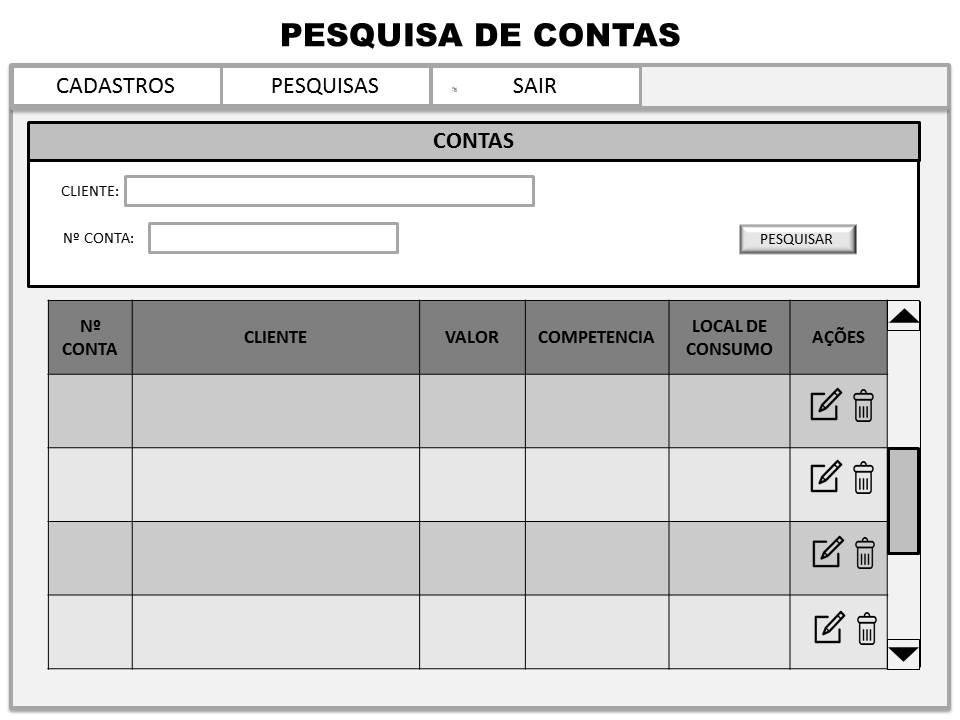 PESQUISA DE CONTAS
CADASTROS PESQUISAS SAIR
CONTAS
CLIENTE:
Nº CONTA:
PESQUISAR
Nº CONTA CLIENTE VALOR COMPETENCIA LOCAL DE CONSUMO AÇÕES